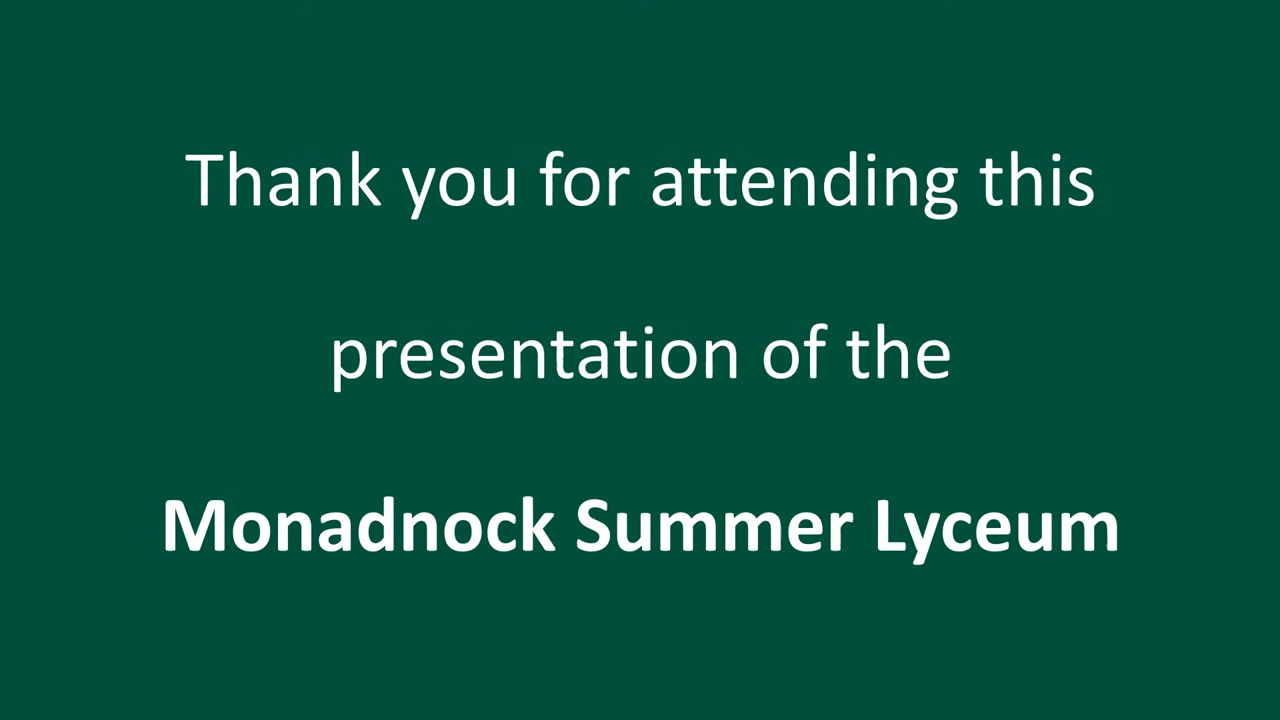 Thank you for attending this
presentation of the
Monadnock Summer Lyceum